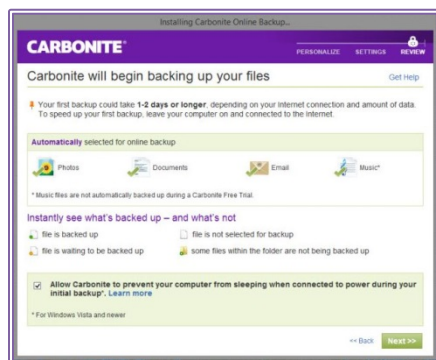 Installing Carbonite Online Backup...
CARBONITE
PERSONALIZE SETTINGS REVIEW
Carbonite will begin backing up your files
Get Help
Your first backup could take 1-2 days or longer, depending on your Internet connection and amount of data.
To speed up your first backup, leave your computer on and connected to the Internet.
Automatically selected for online backup
Photos Documents Email Music*
* Music files are not automatically backed up during a Carbonite Free Trial.
Instantly see what's backed up – and what's not
file is backed up file is not selected for backup
file is waiting to be backed up some files within the folder are not being backed up
Allow Carbonite to prevent your computer from sleeping when connected to power during your
initial backup*. Learn more
* For Windows Vista and newer
<< Back Next >>